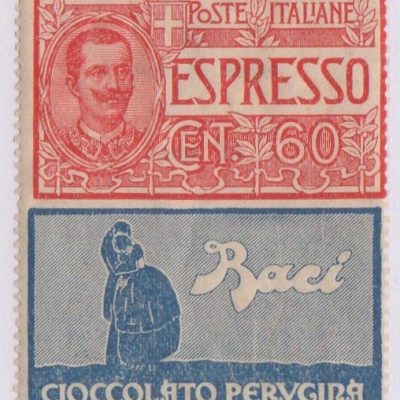 POSTE ITALIANE
ESPRESSO
CENT. 60
Baci
CIOCCOLATO PERVGINA